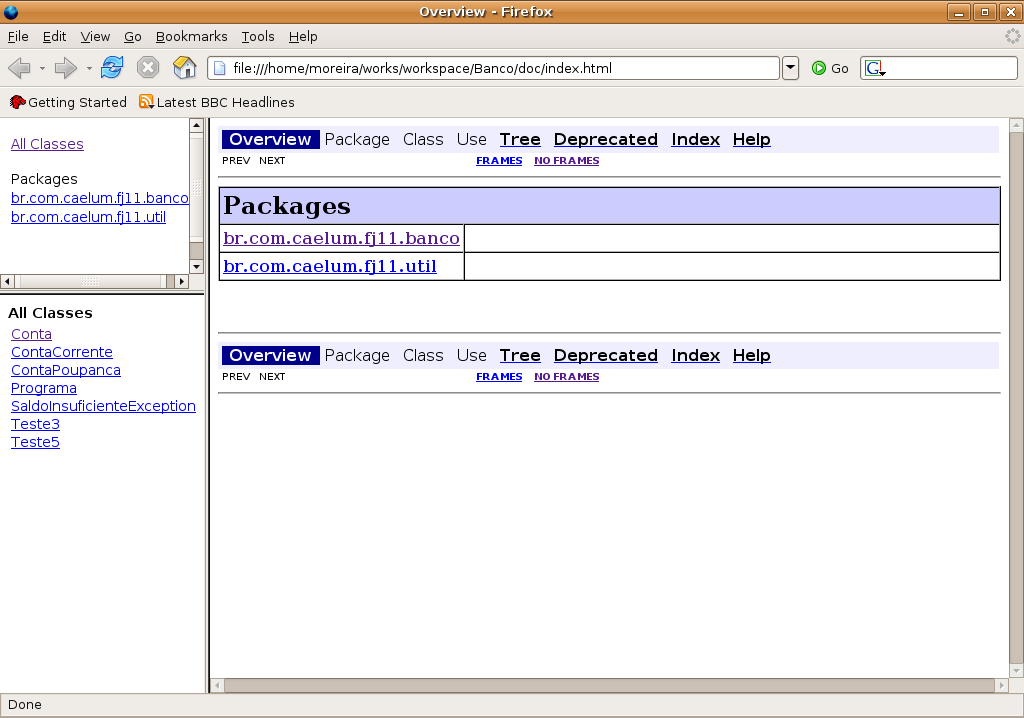 Overview - Firefox
File Edit View Go Bookmarks Tools Help
file:///home/moreira/works/workspace/Banco/doc/index.html Go G
Getting Started Latest BBC Headlines
All Classes
Packages
br.com.caelum.fj11.banco
br.com.caelum.fj11.util
All Classes
Conta
ContaCorrente
ContaPoupanca
Programa
SaldoInsuficienteException
Teste3
Teste5
Overview Package Class Use Tree Deprecated Index Help
PREV NEXT FRAMES NO FRAMES
Packages
br.com.caelum.fj11.banco
br.com.caelum.fj11.util
Overview Package Class Use Tree Deprecated Index Help
PREV NEXT FRAMES NO FRAMES
Done